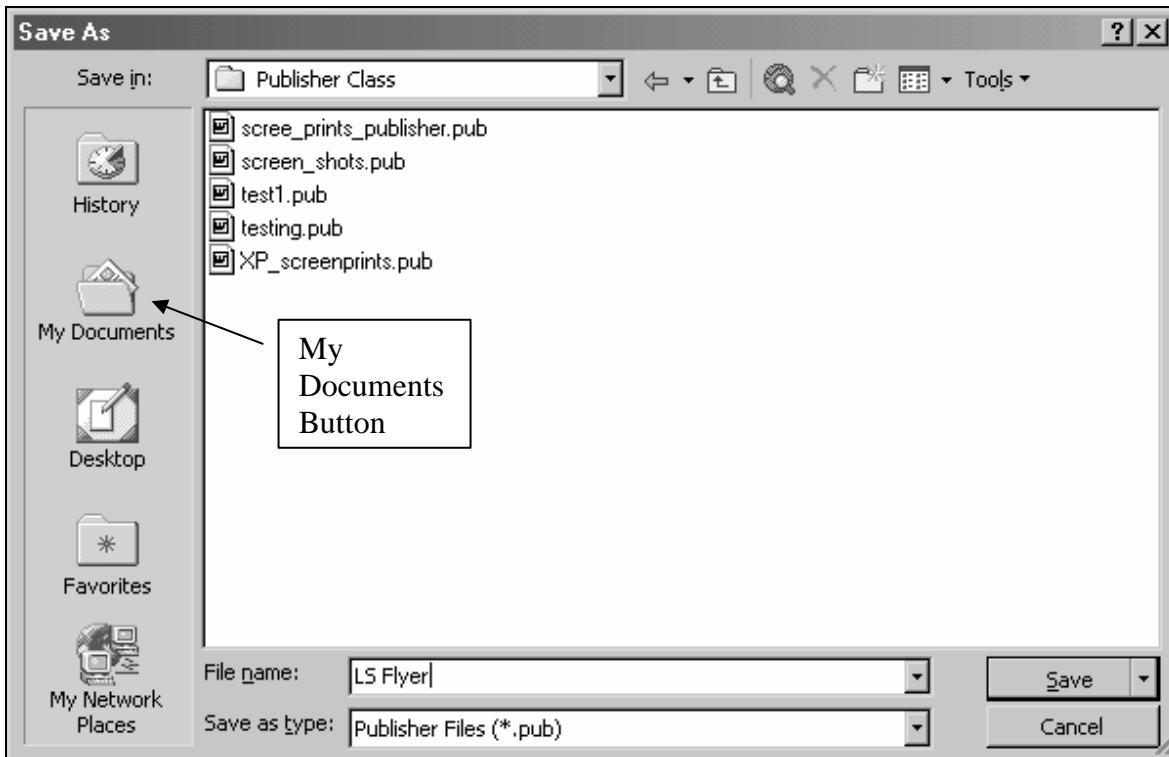 Save As
Save in:
Publisher Class
Tools
History
My Documents
Desktop
Favorites
My Network
Places
scree_prints_publisher.pub
screen_shots.pub
test1.pub
testing.pub
XP_screenprints.pub
My
Documents
Button
File name:
LS Flyer
Save
Save as type:
Publisher Files (*.pub)
Cancel